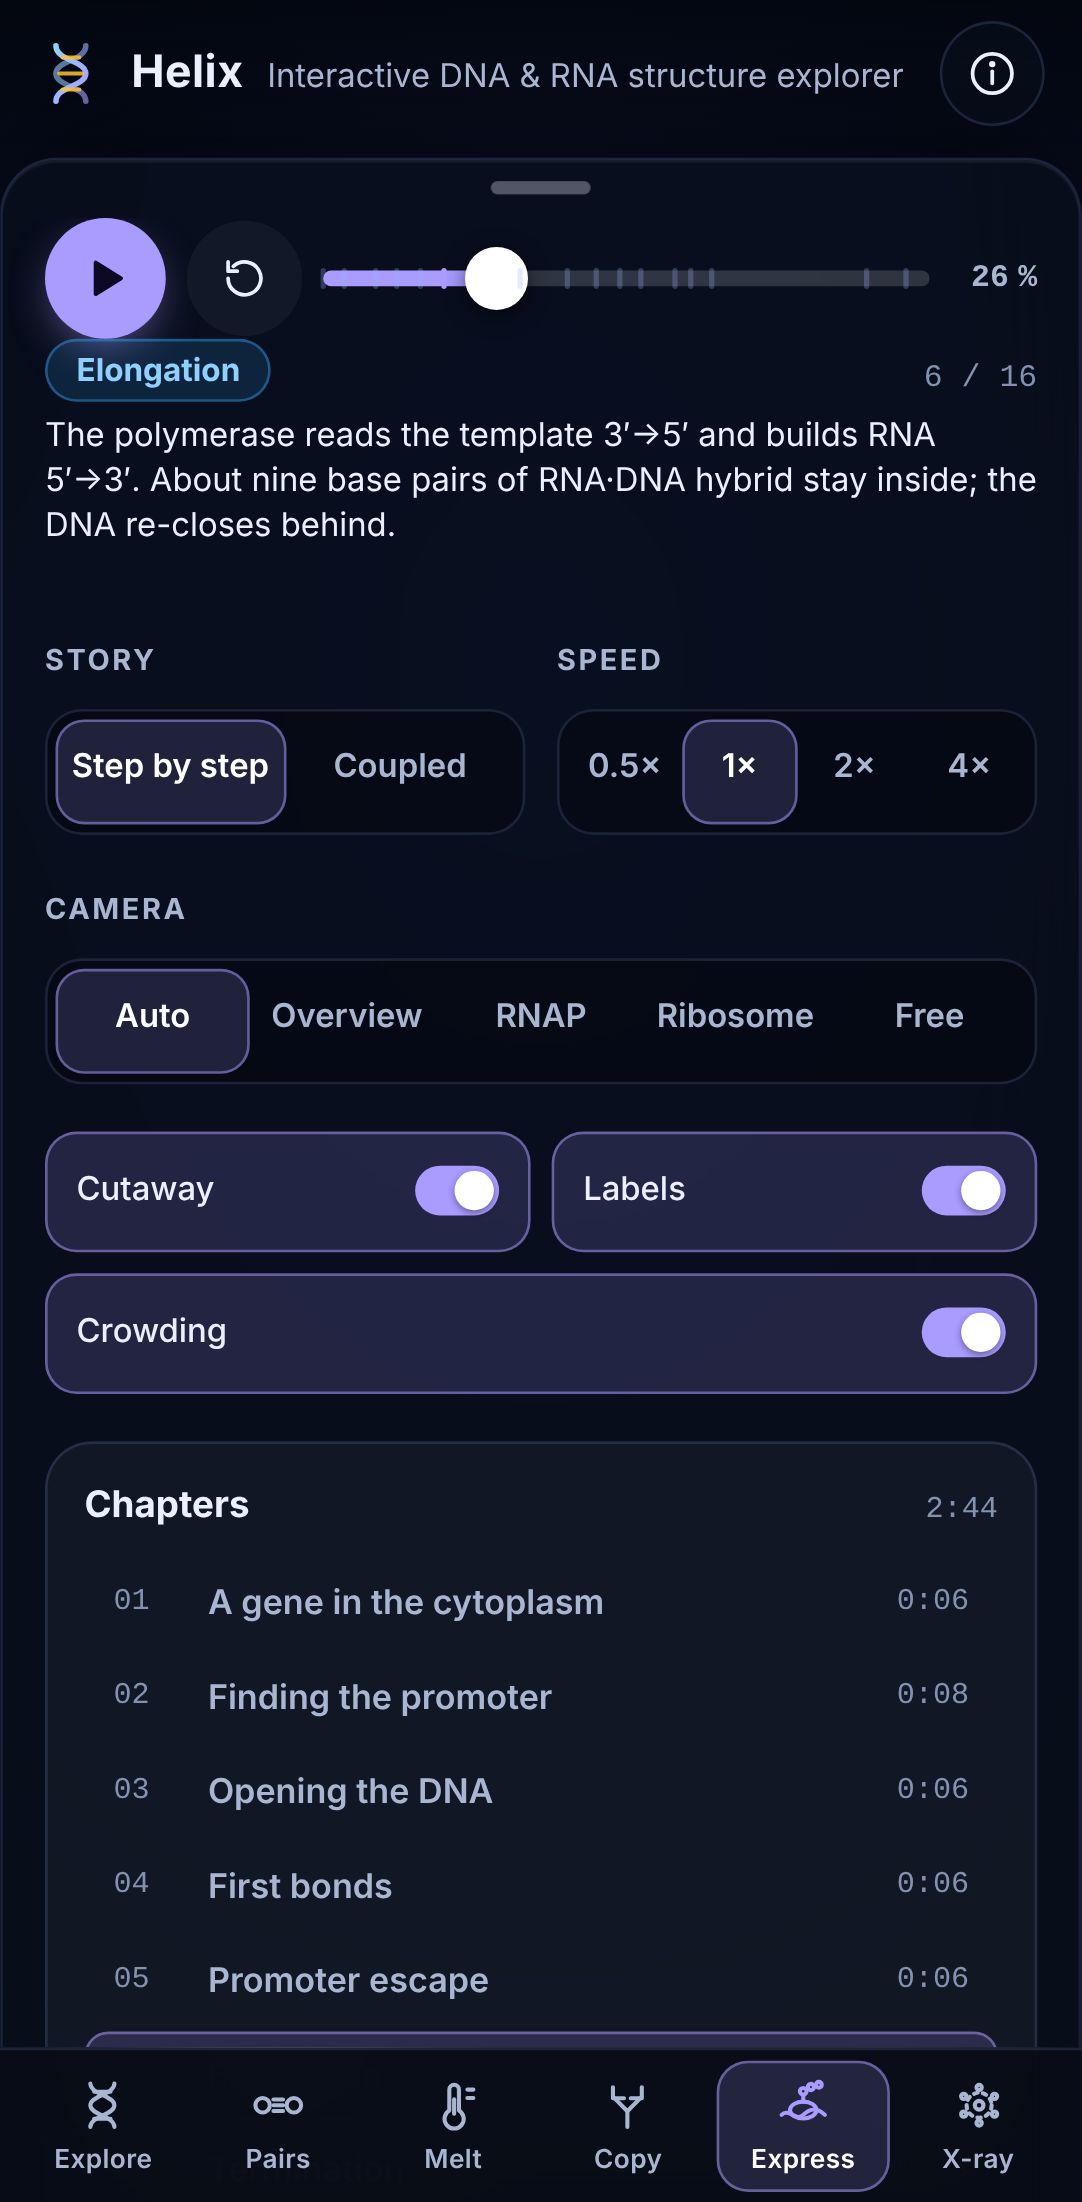 Helix Interactive DNA & RNA structure explorer
26 %
Elongation 6 / 16
The polymerase reads the template 3′→5′ and builds RNA
5′→3′. About nine base pairs of RNA·DNA hybrid stay inside; the
DNA re-closes behind.
STORY SPEED
Step by step Coupled 0.5× 1× 2× 4×
CAMERA
Auto Overview RNAP Ribosome Free
Cutaway Labels
Crowding
Chapters 2:44
01 A gene in the cytoplasm 0:06
02 Finding the promoter 0:08
03 Opening the DNA 0:06
04 First bonds 0:06
05 Promoter escape 0:06
Explore Pairs Melt Copy Express X-ray
Termination